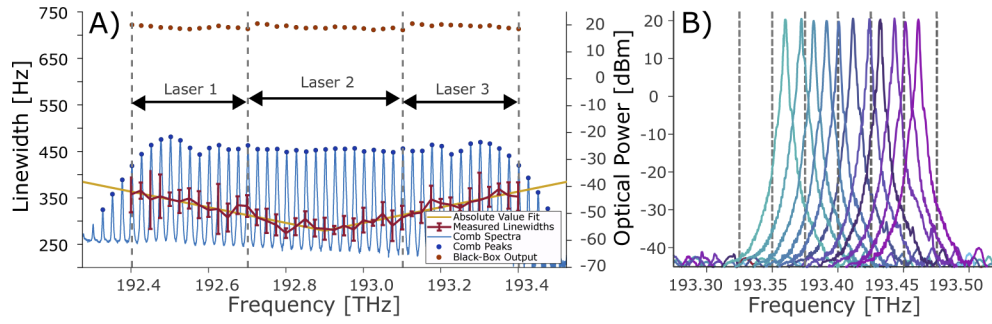 A)
Linewidth [Hz]
750
650
550
450
350
250
Laser 1
Laser 2
Laser 3
Absolute Value Fit
Measured Linewidths
Comb Spectra
Comb Peaks
Black-Box Output
192.4
192.6
192.8
193.0
193.2
193.4
Frequency [THz]
20
10
0
-10
-20
-30
-40
-50
-60
-70
Optical Power [dBm]
B)
20
10
0
-10
-20
-30
-40
193.30
193.35
193.40
193.45
193.50
Frequency [THz]